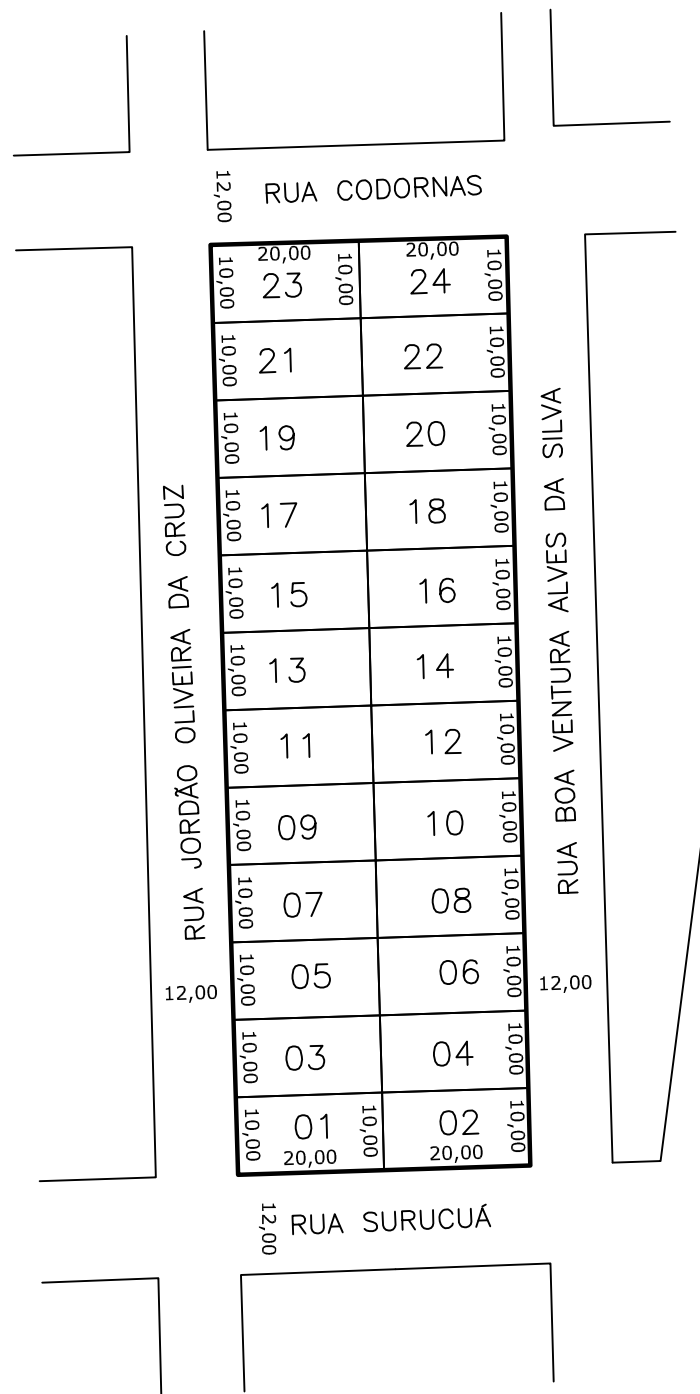 12,00
RUA CODORNAS
20,00 20,00
10,00 23 10,00 24 10,00
10,00 21 22 10,00
10,00 19 20 10,00
10,00 17 18 10,00
10,00 15 16 10,00
10,00 13 14 10,00
10,00 11 12 10,00
10,00 09 10 10,00
10,00 07 08 10,00
10,00 05 06 10,00
10,00 03 04 10,00
10,00 01 10,00 02 10,00
20,00 20,00
RUA JORDÃO OLIVEIRA DA CRUZ
12,00
RUA BOA VENTURA ALVES DA SILVA
12,00
12,00
RUA SURUCUÁ